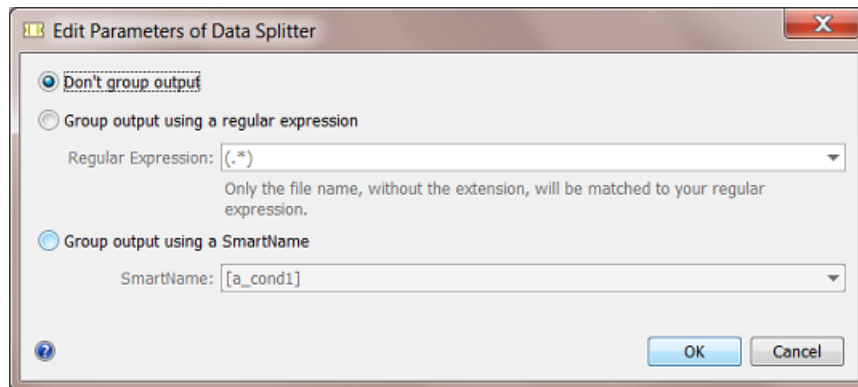 Edit Parameters of Data Splitter
Don't group output
Group output using a regular expression
Regular Expression: (.*)
Only the file name, without the extension, will be matched to your regular
expression.
Group output using a SmartName
SmartName: [a_cond1]
OK Cancel